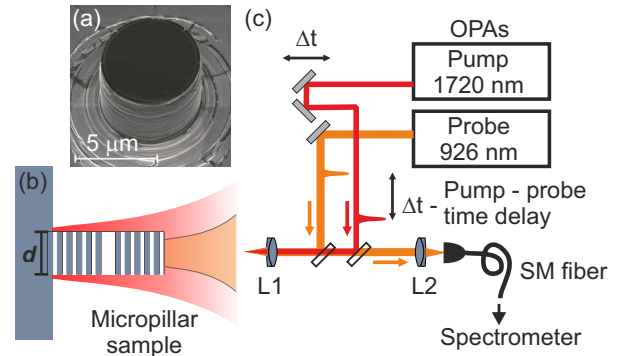 (a)
5 μm
(b)
d
Micropillar
sample
(c)
OPAs
Δt
Pump
1720 nm
Probe
926 nm
Δt - Pump - probe
time delay
L1
L2
SM fiber
Spectrometer